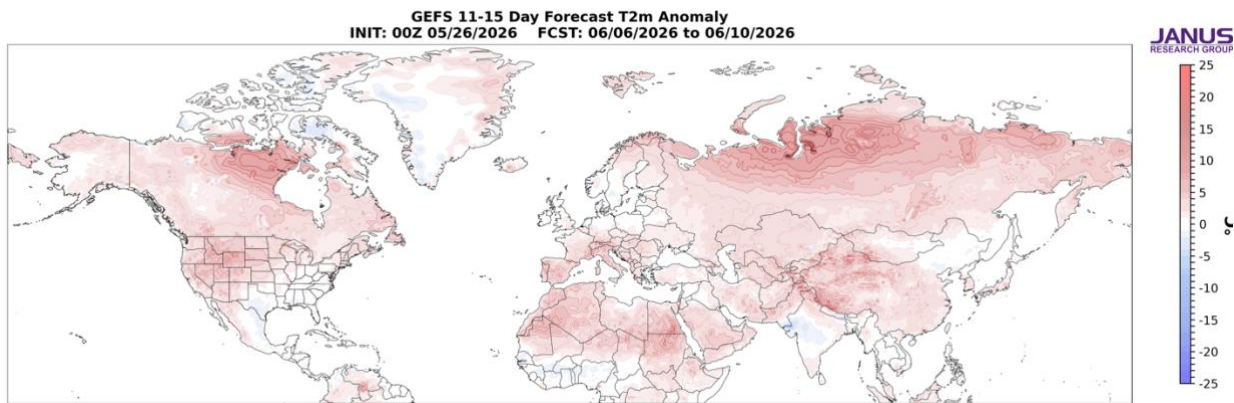 GEFS 11-15 Day Forecast T2m Anomaly
INIT: 00Z 05/26/2026 FCST: 06/06/2026 to 06/10/2026
JANUS
RESEARCH GROUP
25
20
15
10
5
0
-5
-10
-15
-20
-25
°C